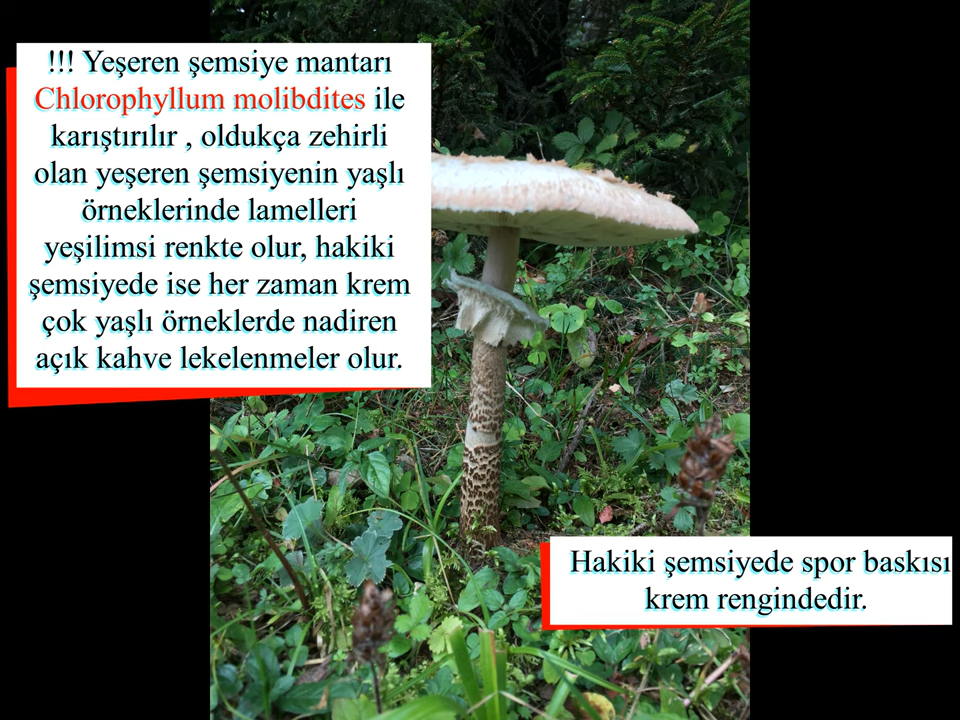 !!! Yeşeren şemsiye mantarı
Chlorophyllum molibdites ile
karıştırılır , oldukça zehirli
olan yeşeren şemsiyenin yaşlı
örneklerinde lamelleri
yeşilimsi renkte olur, hakiki
şemsiyede ise her zaman krem
çok yaşlı örneklerde nadiren
açık kahve lekelenmeler olur.
Hakiki şemsiyede spor baskısı
krem rengindedir.